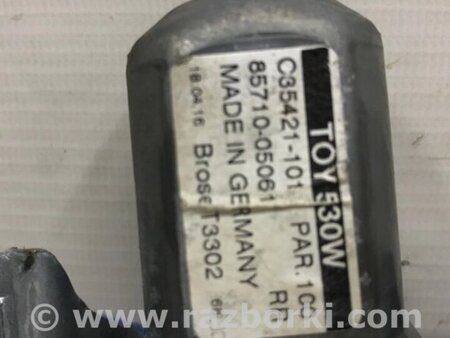 TOY 530W
C35421-101 PAR.1C
85710-05061 RR
MADE IN GERMANY
18.04.16 Brose T3302
www.razborki.com